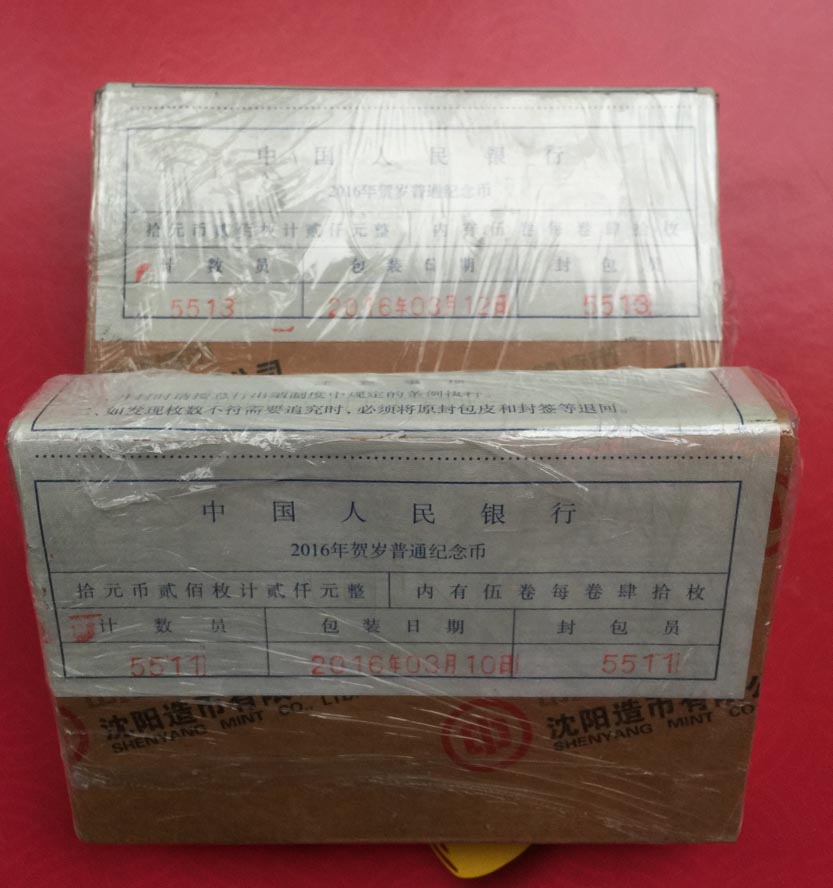 中国人民银行
2016年贺岁普通纪念币
拾元币贰佰枚计贰仟元整 内有伍卷每卷肆拾枚
计数员 包装日期 封包员
5513 2016年03月12日 5513
公司
二、如发现枚数不符需要追究时，必须将原封包皮和封签等退回。
中国人民银行
2016年贺岁普通纪念币
拾元币贰佰枚计贰仟元整 内有伍卷每卷肆拾枚
计数员 包装日期 封包员
5511 2016年03月10日 5511
沈阳造币有限 沈阳造币有限公
SHENYANG MINT CO., LTD. SHENYANG MINT CO